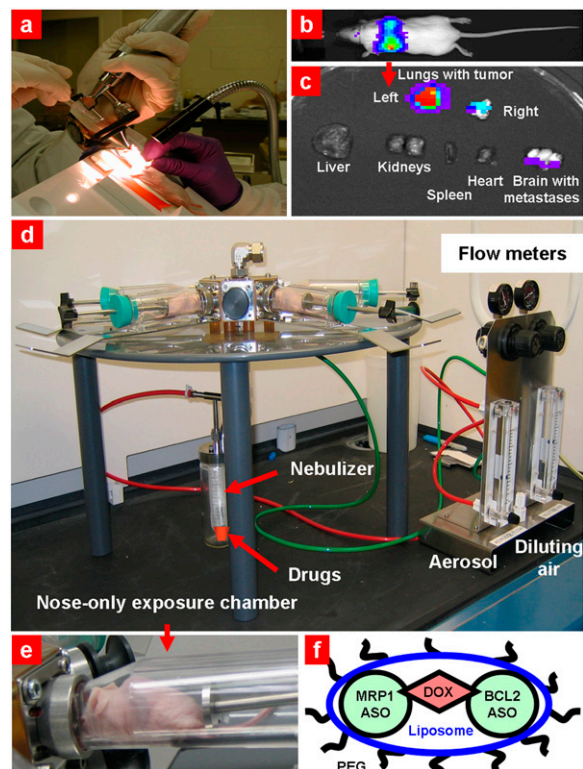 a
b
c
Lungs with tumor
Left
Right
Liver
Kidneys
Spleen
Heart
Brain with
metastases
d
Flow meters
Nebulizer
Drugs
Aerosol
Diluting
air
Nose-only exposure chamber
e
f
MRP1
ASO
DOX
BCL2
ASO
Liposome
PEG